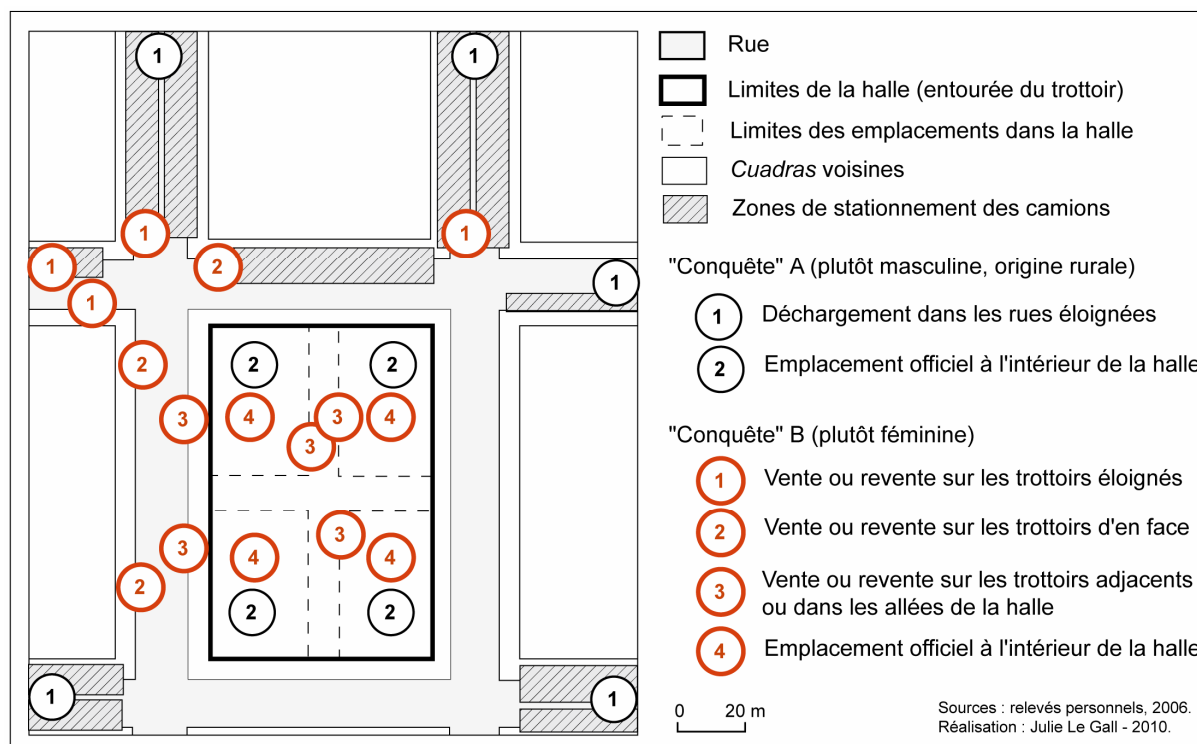 1
1
1
1
1
2
1
1
1
2
2
2
3
4
3
4
3
3
4
3
4
2
2
2
1
1
Rue
Limites de la halle (entourée du trottoir)
Limites des emplacements dans la halle
Cuadras voisines
Zones de stationnement des camions
"Conquête" A (plutôt masculine, origine rurale)
1 Déchargement dans les rues éloignées
2 Emplacement officiel à l'intérieur de la halle
"Conquête" B (plutôt féminine)
1 Vente ou revente sur les trottoirs éloignés
2 Vente ou revente sur les trottoirs d'en face
3 Vente ou revente sur les trottoirs adjacents
ou dans les allées de la halle
4 Emplacement officiel à l'intérieur de la halle
0 20 m
Sources : relevés personnels, 2006.
Réalisation : Julie Le Gall - 2010.